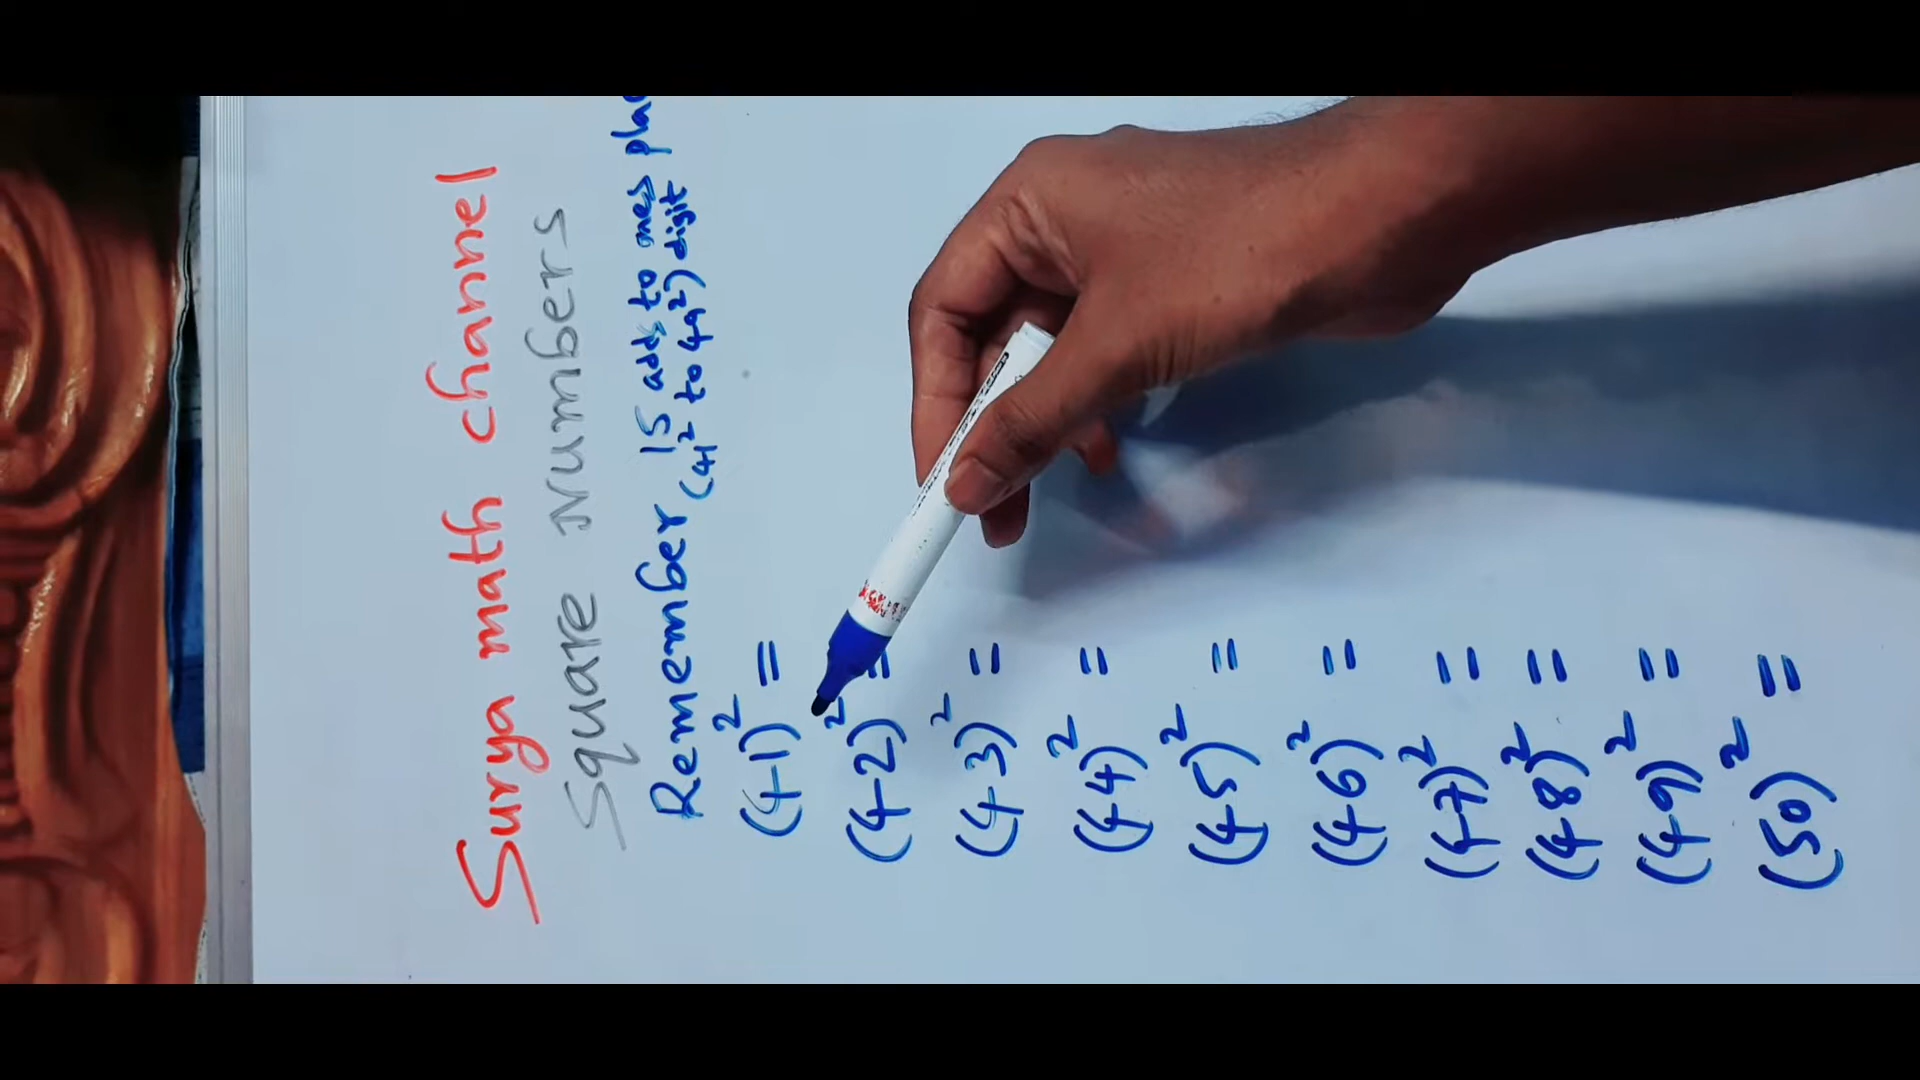 Surya math channel
Square Numbers
Remember 15 adds to ones
(41² to 49²) digit
(41)² =
(42)² =
(43)² =
(44)² =
(45)² =
(46)² =
(47)² =
(48)² =
(49)² =
(50)² =